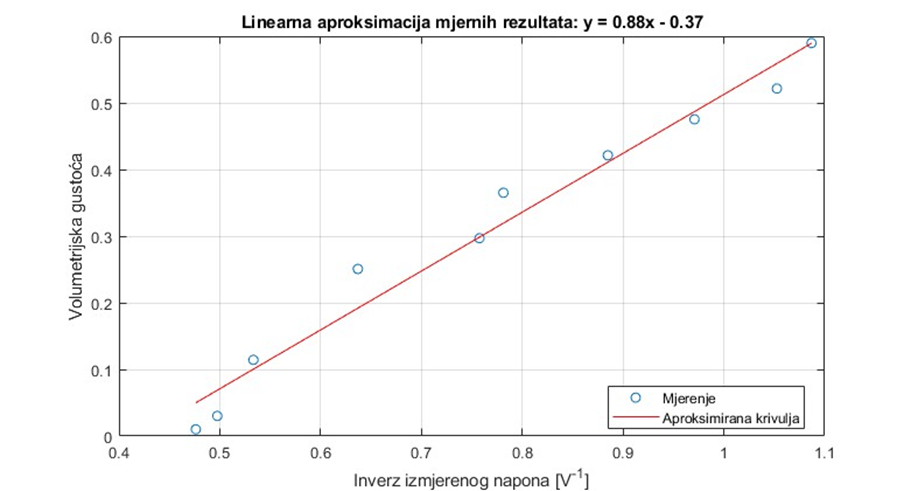 Linearna aproksimacija mjernih rezultata: y = 0.88x - 0.37
0.6
0.5
0.4
0.3
0.2
0.1
0
Volumetrijska gustoća
Mjerenje
Aproksimirana krivulja
0.4 0.5 0.6 0.7 0.8 0.9 1 1.1
Inverz izmjerenog napona [V⁻¹]